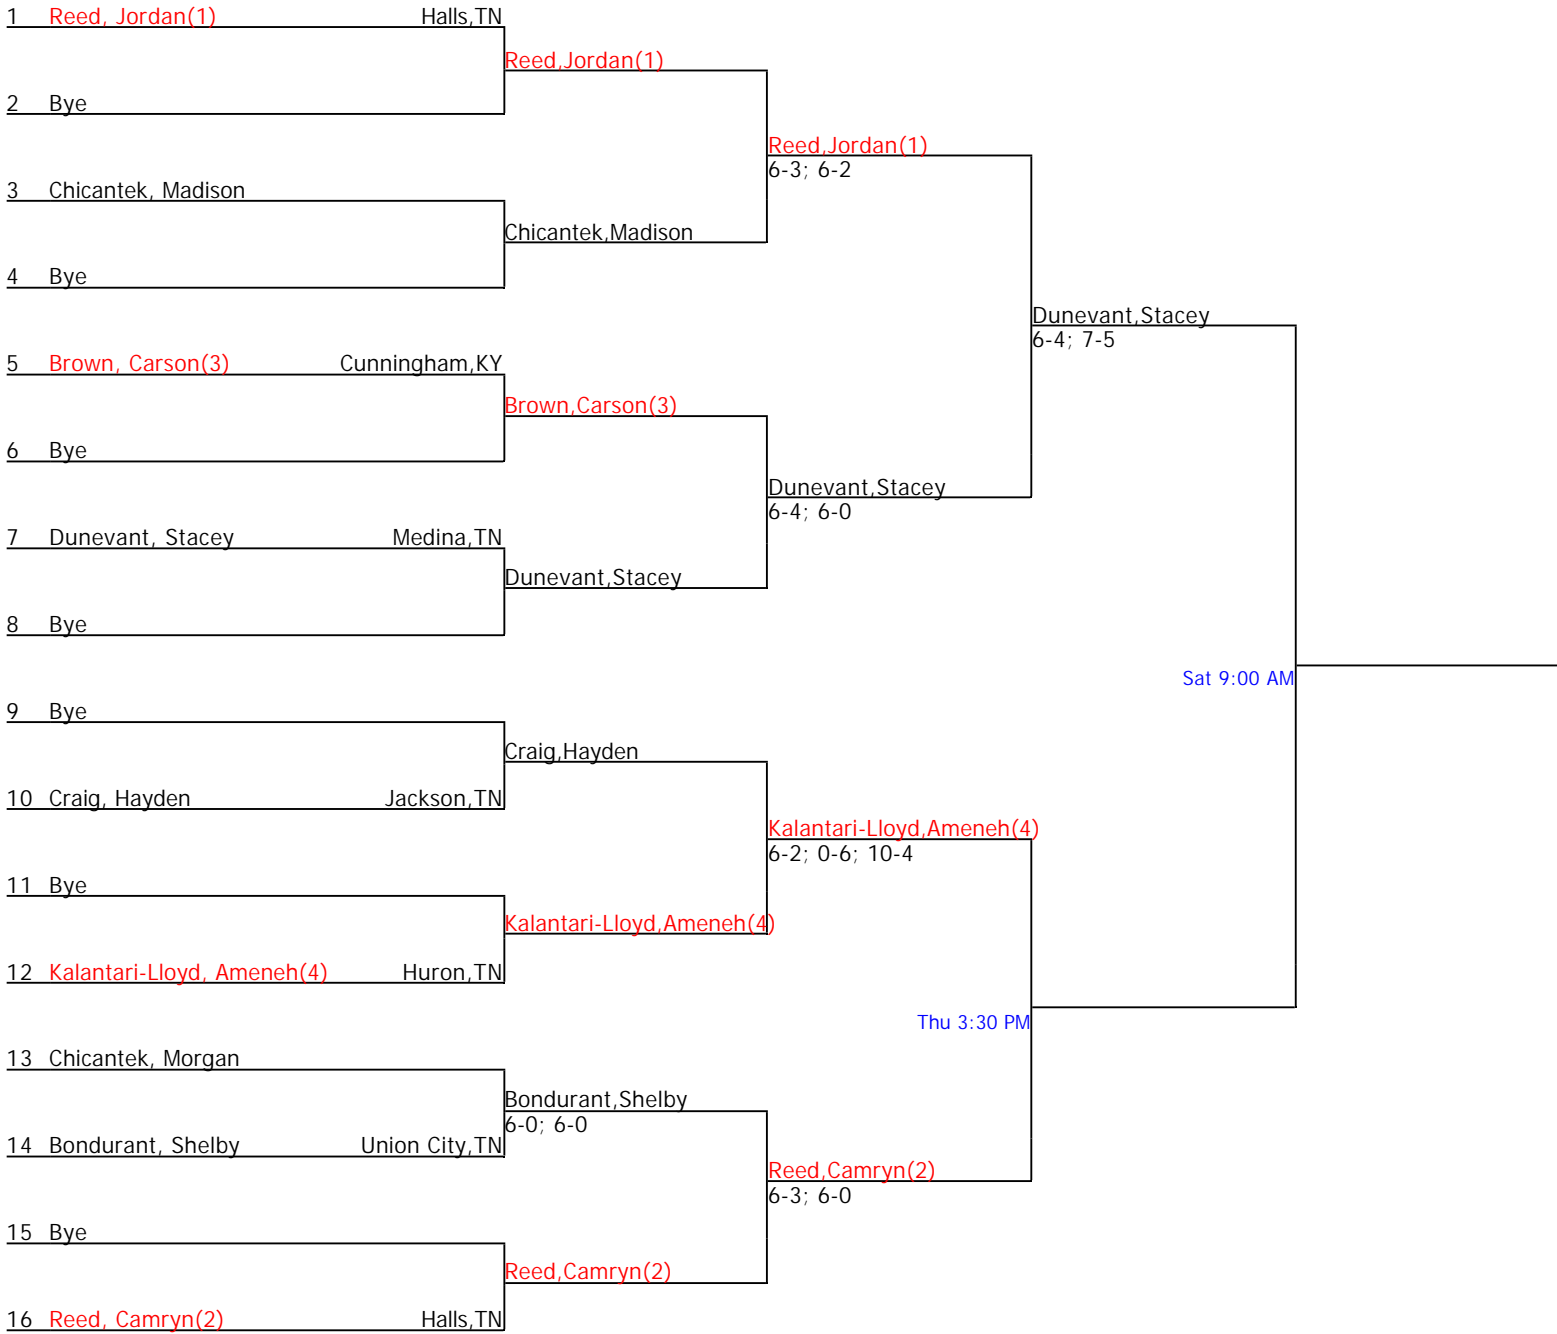 1 Reed, Jordan(1) Halls,TN
Reed,Jordan(1)
2 Bye
Reed,Jordan(1)
6-3; 6-2
3 Chicantek, Madison
Chicantek,Madison
4 Bye
Dunevant,Stacey
6-4; 7-5
5 Brown, Carson(3) Cunningham,KY
Brown,Carson(3)
6 Bye
Dunevant,Stacey
6-4; 6-0
7 Dunevant, Stacey Medina,TN
Dunevant,Stacey
8 Bye
Sat 9:00 AM
9 Bye
Craig,Hayden
10 Craig, Hayden Jackson,TN
Kalantari-Lloyd,Ameneh(4)
6-2; 0-6; 10-4
11 Bye
Kalantari-Lloyd,Ameneh(4)
12 Kalantari-Lloyd, Ameneh(4) Huron,TN
Thu 3:30 PM
13 Chicantek, Morgan
Bondurant,Shelby
6-0; 6-0
14 Bondurant, Shelby Union City,TN
Reed,Camryn(2)
6-3; 6-0
15 Bye
Reed,Camryn(2)
16 Reed, Camryn(2) Halls,TN